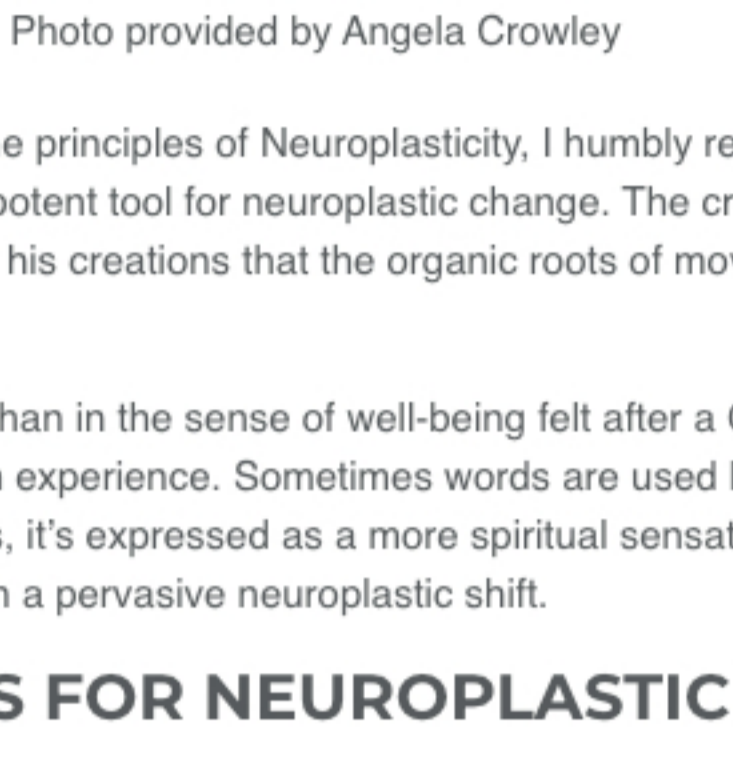 Photo provided by Angela Crowley
e principles of Neuroplasticity, I humbly re
potent tool for neuroplastic change. The cr
his creations that the organic roots of mov
han in the sense of well-being felt after a
experience. Sometimes words are used
, it's expressed as a more spiritual sensat
a pervasive neuroplastic shift.
S FOR NEUROPLASTIC